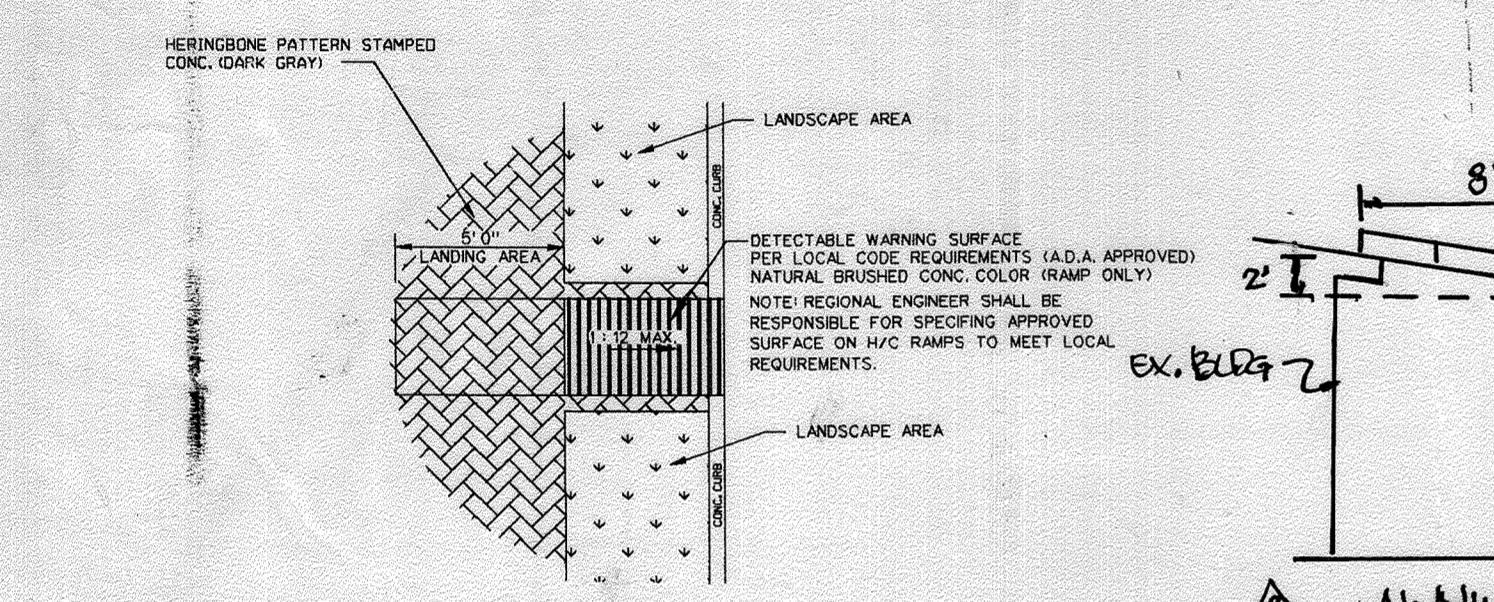 HERINGBONE PATTERN STAMPED
CONC. (DARK GRAY)
LANDSCAPE AREA
CONC. CURB
5' 0"
LANDING AREA
DETECTABLE WARNING SURFACE
PER LOCAL CODE REQUIREMENTS (A.D.A. APPROVED)
NATURAL BRUSHED CONC. COLOR (RAMP ONLY)
NOTE: REGIONAL ENGINEER SHALL BE
RESPONSIBLE FOR SPECIFING APPROVED
SURFACE ON H/C RAMPS TO MEET LOCAL
REQUIREMENTS.
1 : 12 MAX.
LANDSCAPE AREA
CONC. CURB
8'
2'
EX. BLDG